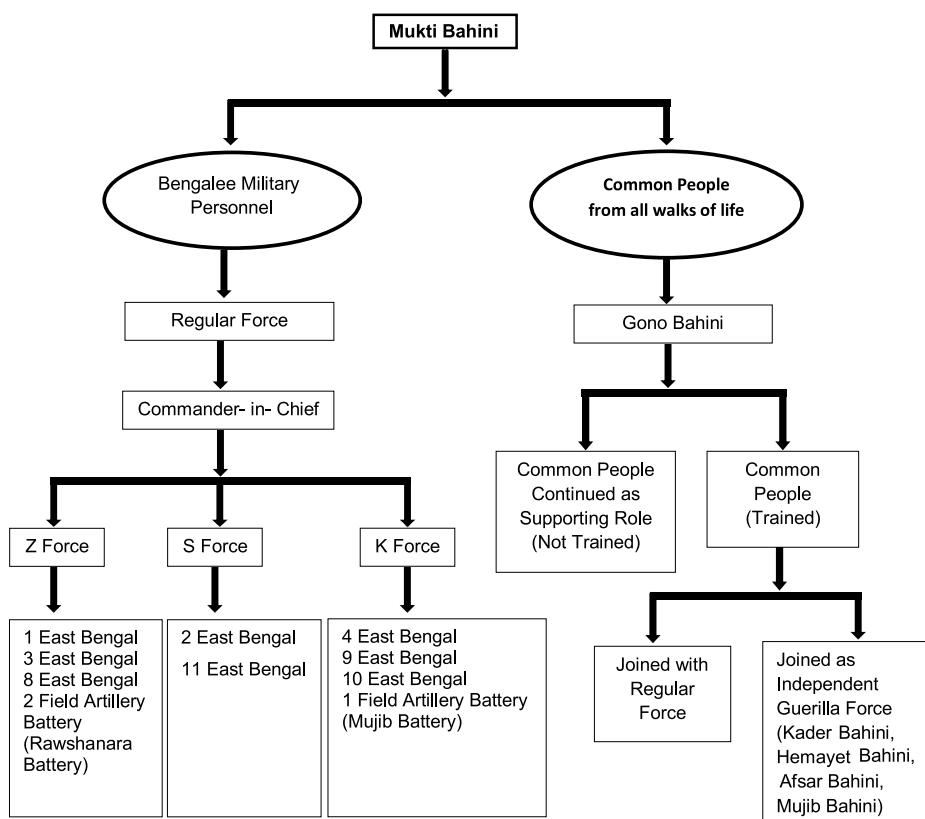 Mukti Bahini
Bengalee Military
Personnel
Common People
from all walks of life
Regular Force
Gono Bahini
Commander- in- Chief
Common People
Continued as
Supporting Role
(Not Trained)
Common
People
(Trained)
Z Force
S Force
K Force
1 East Bengal
3 East Bengal
8 East Bengal
2 Field Artillery
Battery
(Rawshanara
Battery)
2 East Bengal
11 East Bengal
4 East Bengal
9 East Bengal
10 East Bengal
1 Field Artillery Battery
(Mujib Battery)
Joined with
Regular
Force
Joined as
Independent
Guerilla Force
(Kader Bahini,
Hemayet Bahini,
Afsar Bahini,
Mujib Bahini)